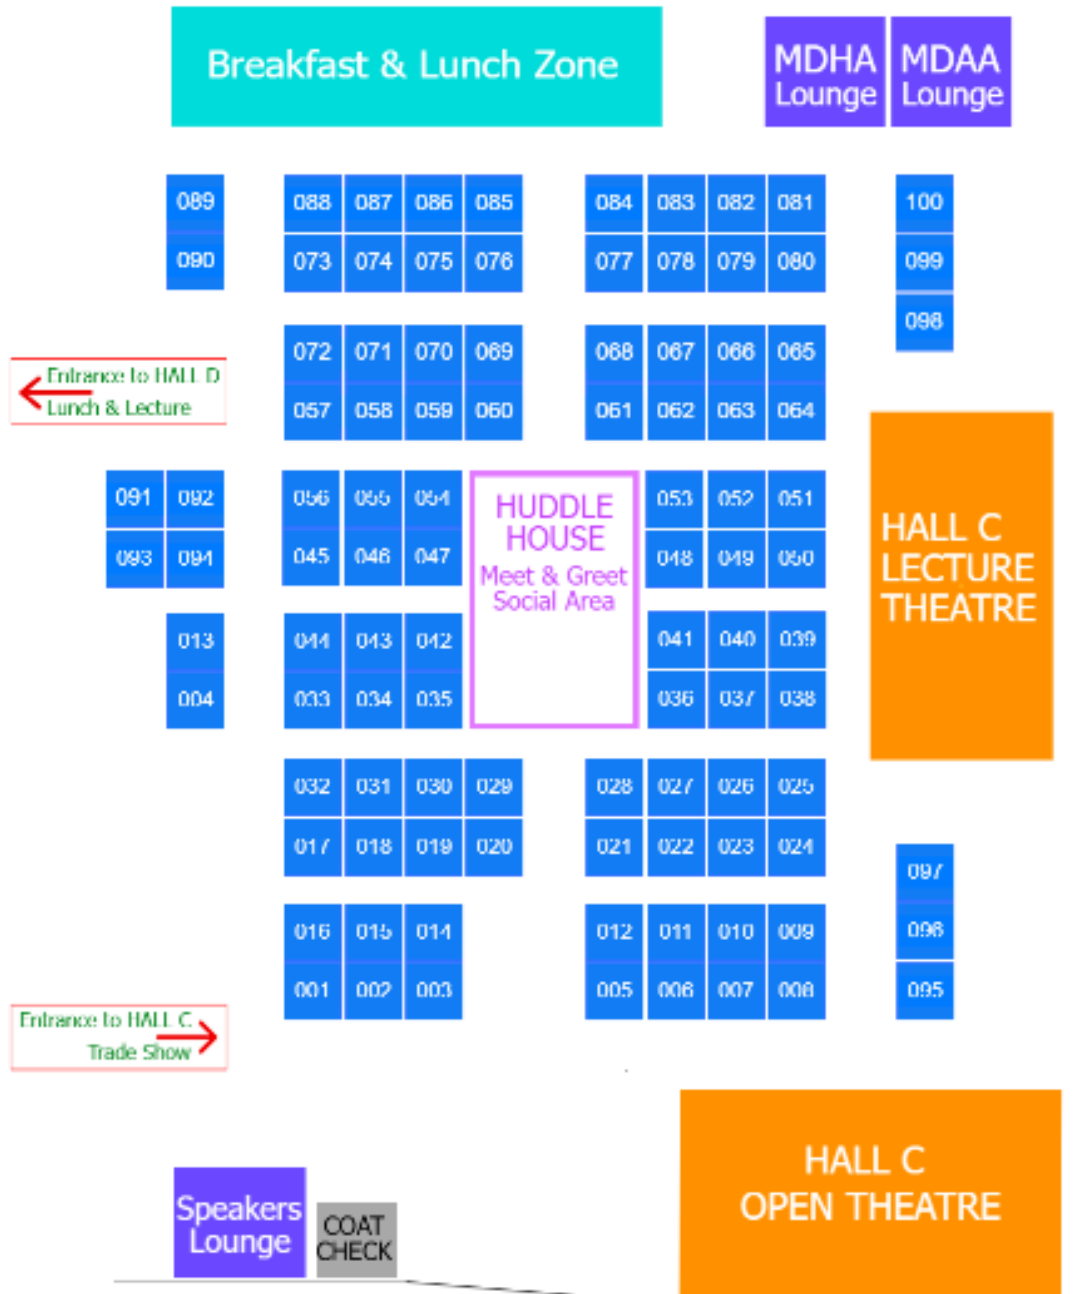 Breakfast & Lunch Zone
MDHA
Lounge
MDAA
Lounge
089 088 087 086 085 084 083 082 081 100
090 073 074 075 076 077 078 079 080 099
098
072 071 070 069 068 067 066 065
057 058 059 060 061 062 063 064
Entrance to HALL D
Lunch & Lecture
091 092 056 055 054 053 052 051
093 094 045 046 047 048 049 050
HUDDLE
HOUSE
Meet & Greet
Social Area
HALL C
LECTURE
THEATRE
013 044 043 042 041 040 039
004 033 034 035 036 037 038
032 031 030 029 028 027 026 025
017 018 019 020 021 022 023 024
097
016 015 014 012 011 010 009 096
001 002 003 005 006 007 008 095
Entrance to HALL C
Trade Show
HALL C
OPEN THEATRE
Speakers
Lounge
COAT
CHECK